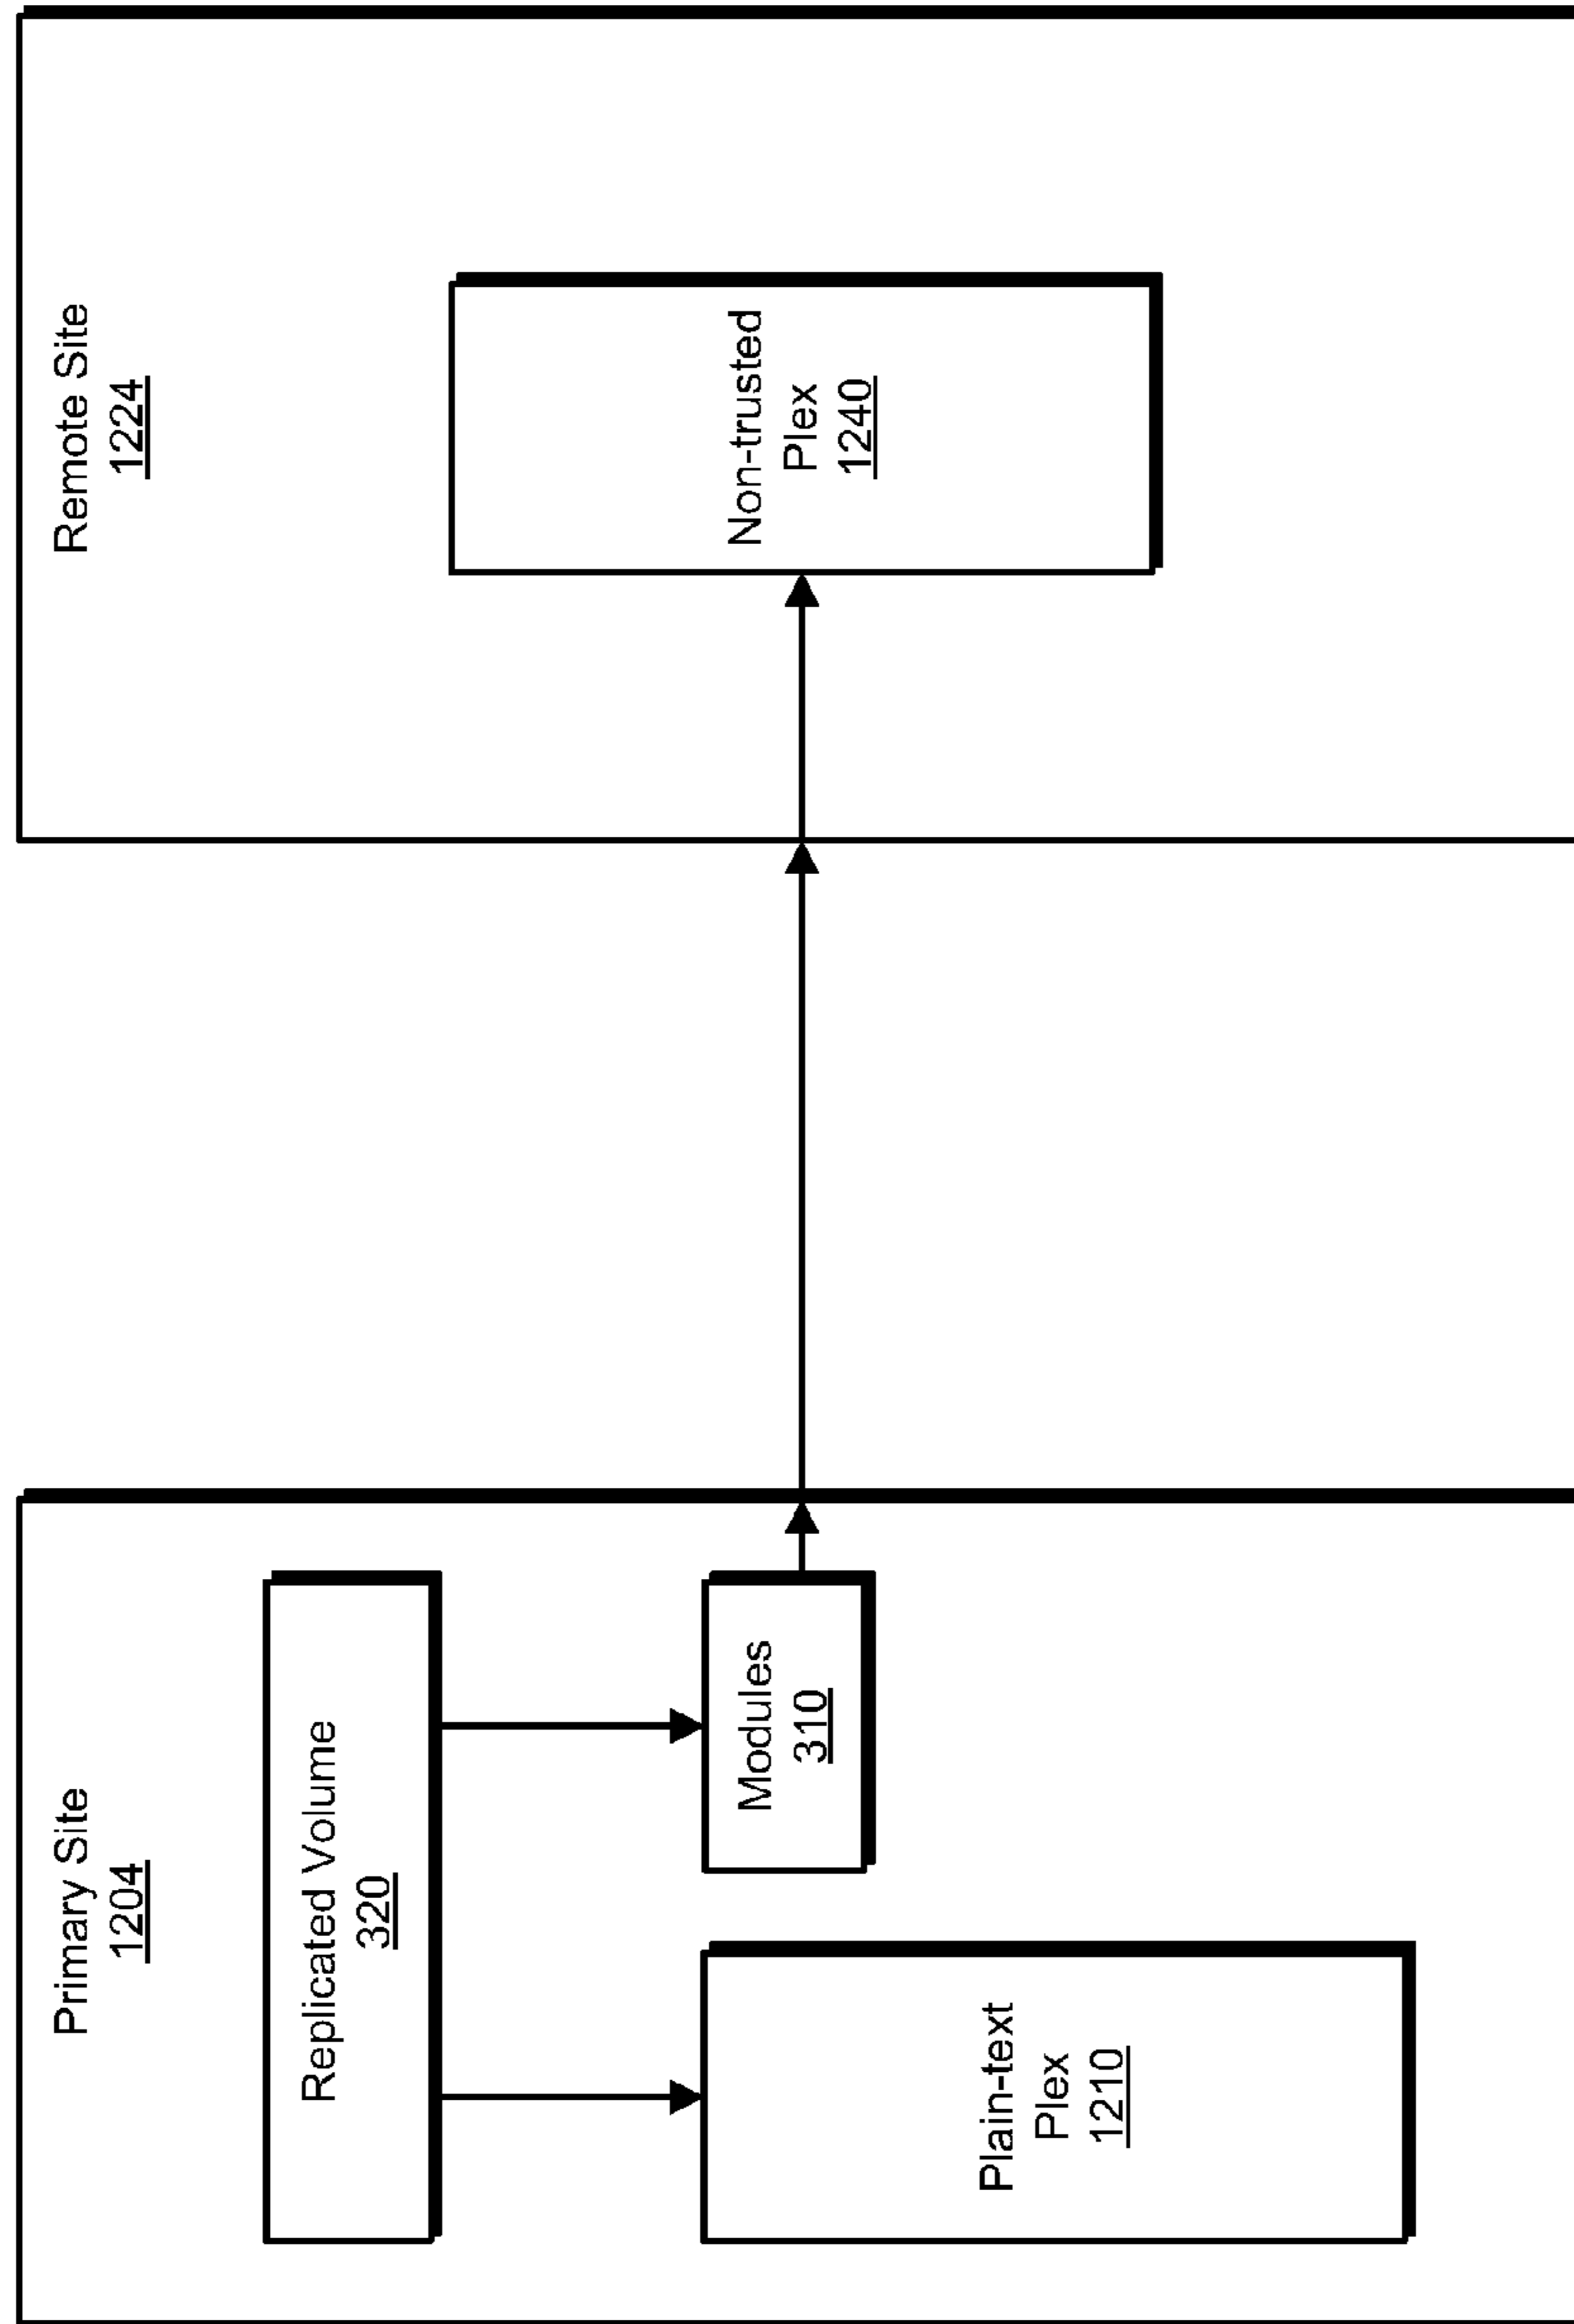 Primary Site
1204
Replicated Volume
320
Modules
310
Plain-text
Plex
1210
Remote Site
1224
Non-trusted
Plex
1240